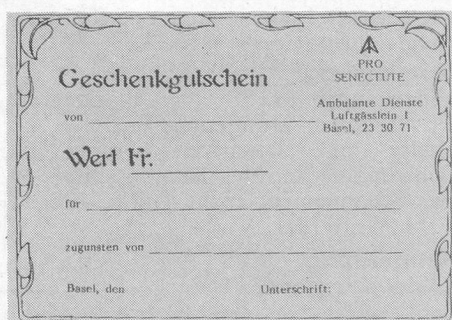 PRO
SENECTUTE
Geschenkgutschein
Ambulante Dienste
Luftgässlein 1
Basel, 23 30 71
von
Wert Fr.
für
zugunsten von
Basel, den Unterschrift: